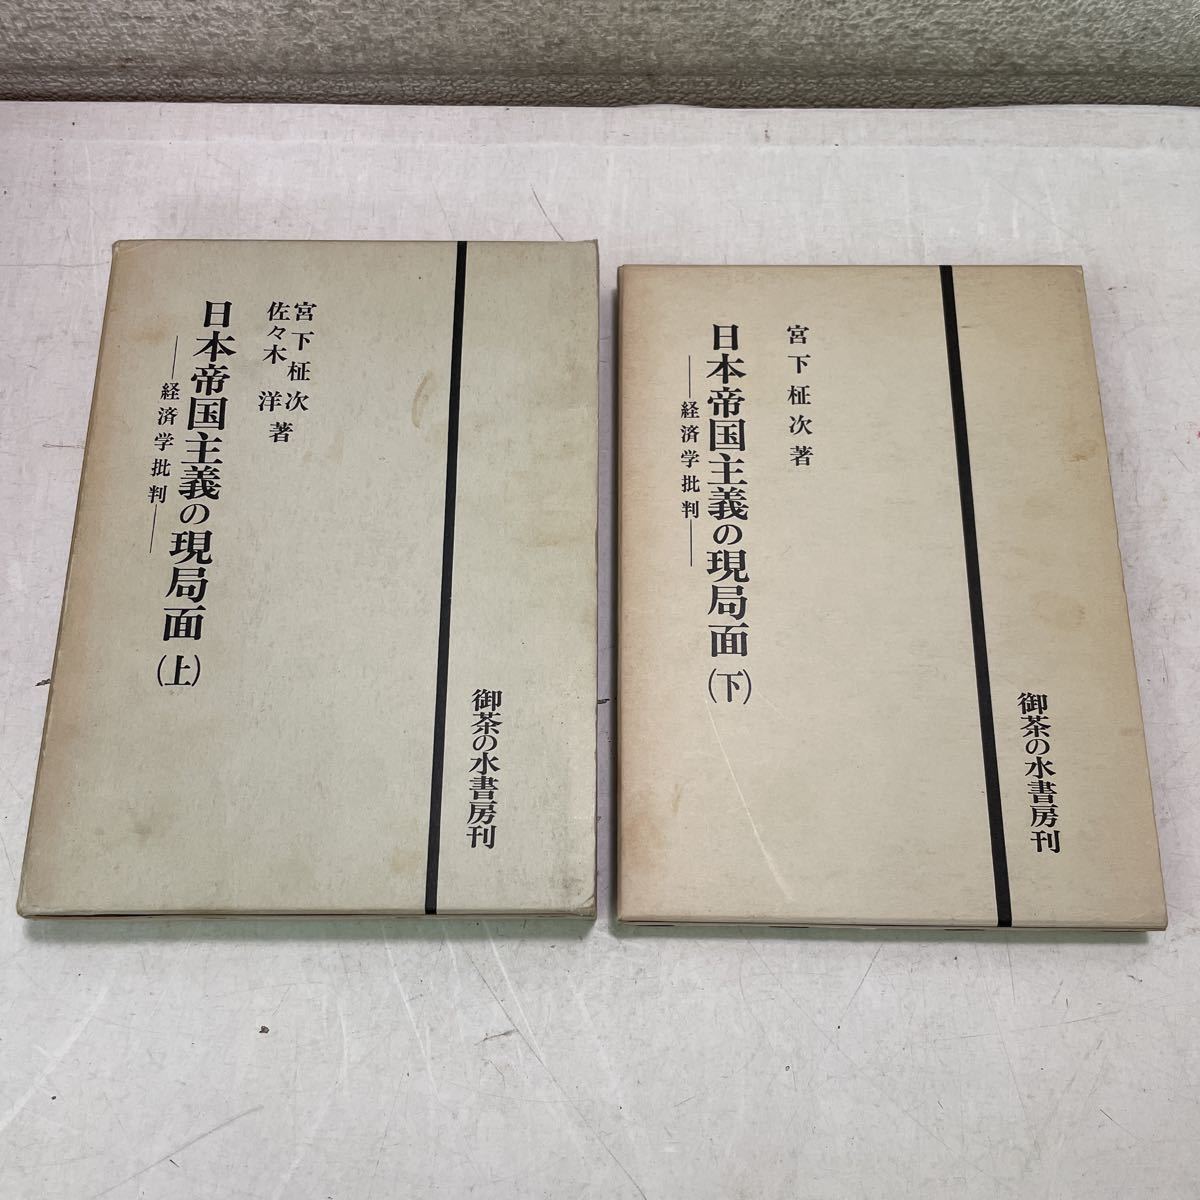 宮下柾次
佐々木洋著
日本帝国主義の現局面(上)
―経済学批判―
御茶の水書房刊
宮下柾次著
日本帝国主義の現局面(下)
―経済学批判―
御茶の水書房刊